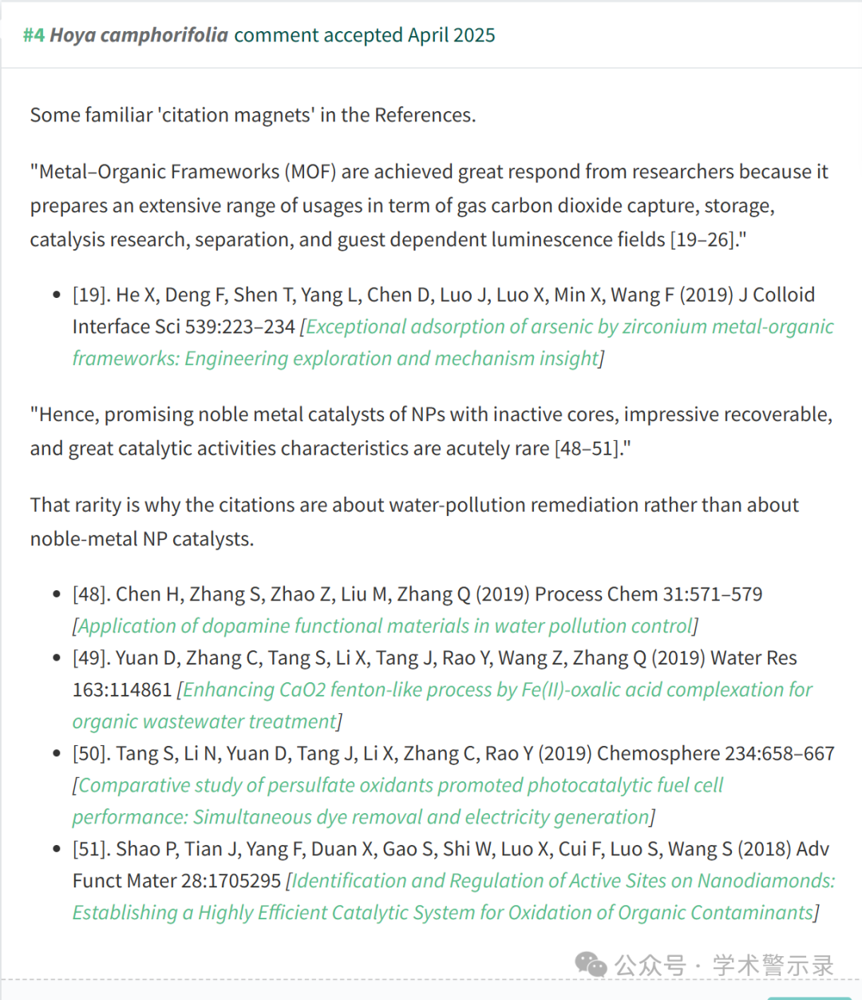 #4 Hoya camphorifolia comment accepted April 2025
Some familiar 'citation magnets' in the References.
"Metal–Organic Frameworks (MOF) are achieved great respond from researchers because it
prepares an extensive range of usages in term of gas carbon dioxide capture, storage,
catalysis research, separation, and guest dependent luminescence fields [19–26]."
• [19]. He X, Deng F, Shen T, Yang L, Chen D, Luo J, Luo X, Min X, Wang F (2019) J Colloid
Interface Sci 539:223–234 [Exceptional adsorption of arsenic by zirconium metal-organic
frameworks: Engineering exploration and mechanism insight]
"Hence, promising noble metal catalysts of NPs with inactive cores, impressive recoverable,
and great catalytic activities characteristics are acutely rare [48–51]."
That rarity is why the citations are about water-pollution remediation rather than about
noble-metal NP catalysts.
• [48]. Chen H, Zhang S, Zhao Z, Liu M, Zhang Q (2019) Process Chem 31:571–579
[Application of dopamine functional materials in water pollution control]
• [49]. Yuan D, Zhang C, Tang S, Li X, Tang J, Rao Y, Wang Z, Zhang Q (2019) Water Res
163:114861 [Enhancing CaO2 fenton-like process by Fe(II)-oxalic acid complexation for
organic wastewater treatment]
• [50]. Tang S, Li N, Yuan D, Tang J, Li X, Zhang C, Rao Y (2019) Chemosphere 234:658–667
[Comparative study of persulfate oxidants promoted photocatalytic fuel cell
performance: Simultaneous dye removal and electricity generation]
• [51]. Shao P, Tian J, Yang F, Duan X, Gao S, Shi W, Luo X, Cui F, Luo S, Wang S (2018) Adv
Funct Mater 28:1705295 [Identification and Regulation of Active Sites on Nanodiamonds:
Establishing a Highly Efficient Catalytic System for Oxidation of Organic Contaminants]
公众号 · 学术警示录